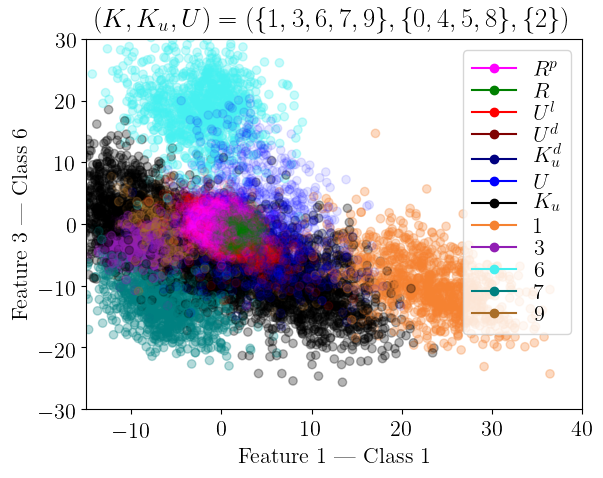 (K, K_u, U) = ({1, 3, 6, 7, 9}, {0, 4, 5, 8}, {2})
30
20
10
0
−10
−20
−30
Feature 3 — Class 6
−10
0
10
20
30
40
Feature 1 — Class 1
R^p
R
U^l
U^d
K_u^d
U
K_u
1
3
6
7
9